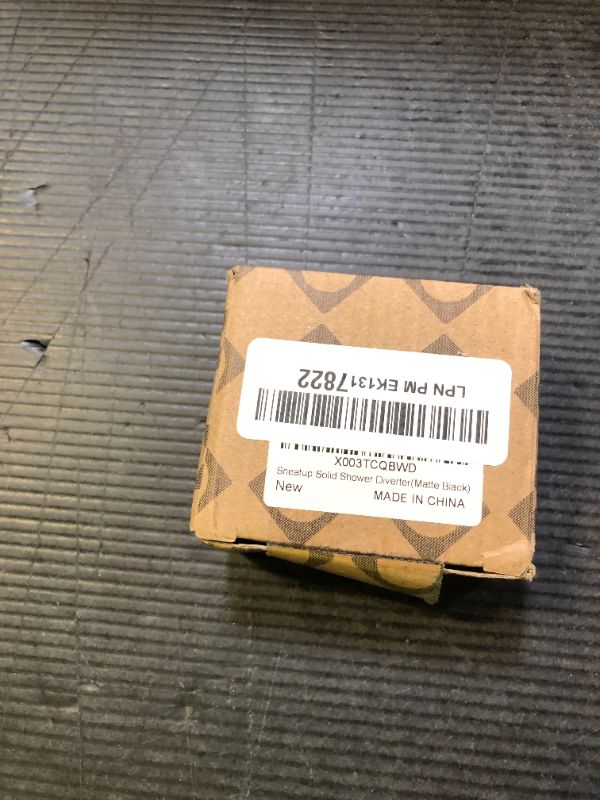 LPN PM EK1317822
X003TCQBWD
Sneatup Solid Shower Diverter(Matte Black)
New
MADE IN CHINA